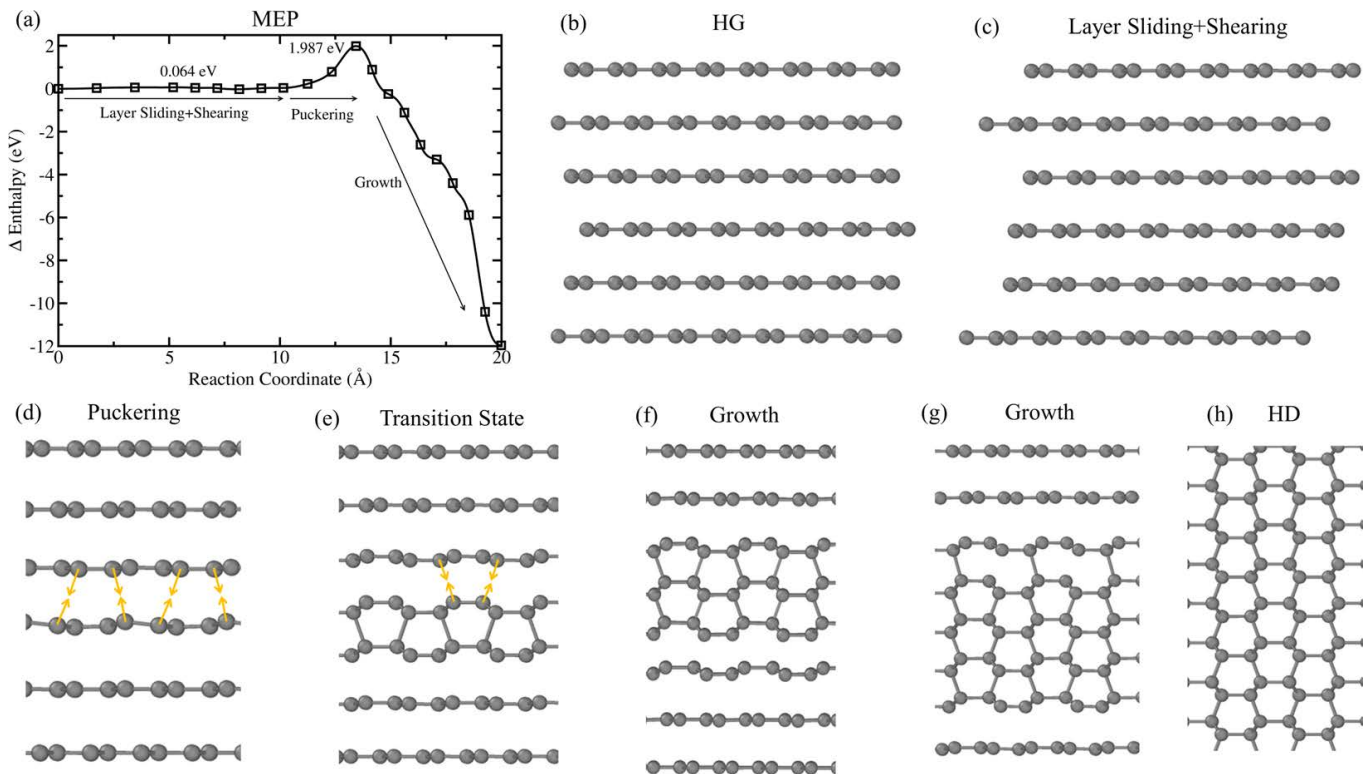 (a)
MEP
2
0
-2
-4
-6
-8
-10
-12
Δ Enthalpy (eV)
0.064 eV
1.987 eV
Layer Sliding+Shearing
Puckering
Growth
0
5
10
15
20
Reaction Coordinate (Å)
(b)
HG
(c)
Layer Sliding+Shearing
(d)
Puckering
(e)
Transition State
(f)
Growth
(g)
Growth
(h)
HD